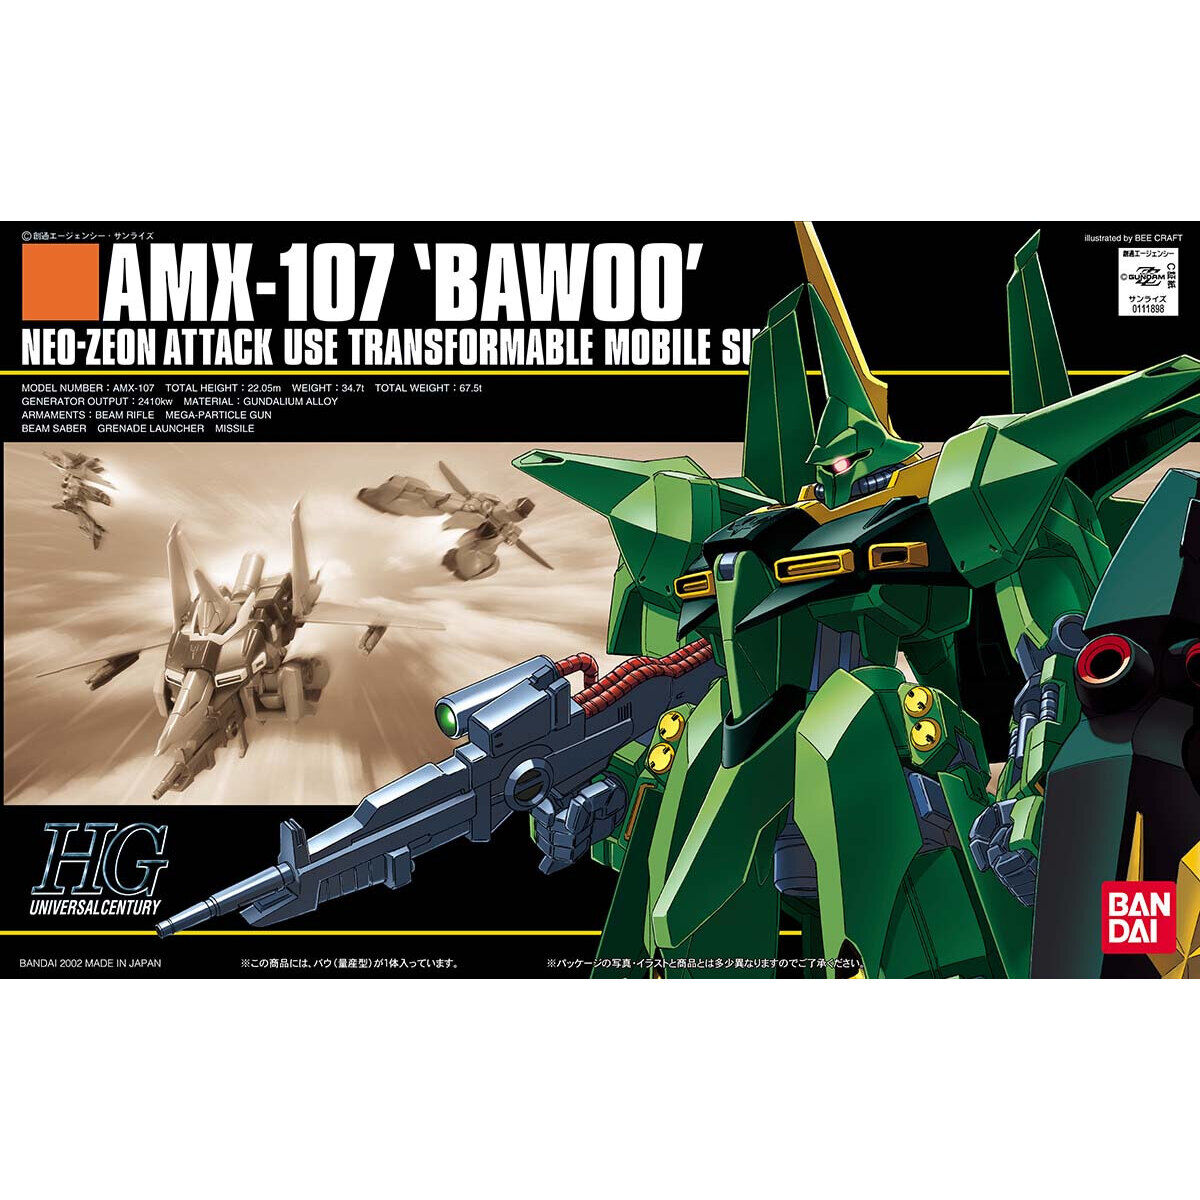 ©創通エージェンシー・サンライズ
AMX-107 'BAWOO'
NEO-ZEON ATTACK USE TRANSFORMABLE MOBILE SU
MODEL NUMBER：AMX-107 TOTAL HEIGHT：22.05m WEIGHT：34.7t TOTAL WEIGHT：67.5t
GENERATOR OUTPUT：2410kw MATERIAL：GUNDALIUM ALLOY
ARMAMENTS：BEAM RIFLE MEGA-PARTICLE GUN
BEAM SABER GRENADE LAUNCHER MISSILE
illustrated by BEE CRAFT
創通エージェンシー
©GUNDAM ZZ
サンライズ
0111898
C証紙
HG
UNIVERSAL CENTURY
BAN
DAI
BANDAI 2002 MADE IN JAPAN
※この商品には、バウ（量産型）が1体入っています。
※パッケージの写真・イラストと商品とは多少異なりますのでご了承ください。